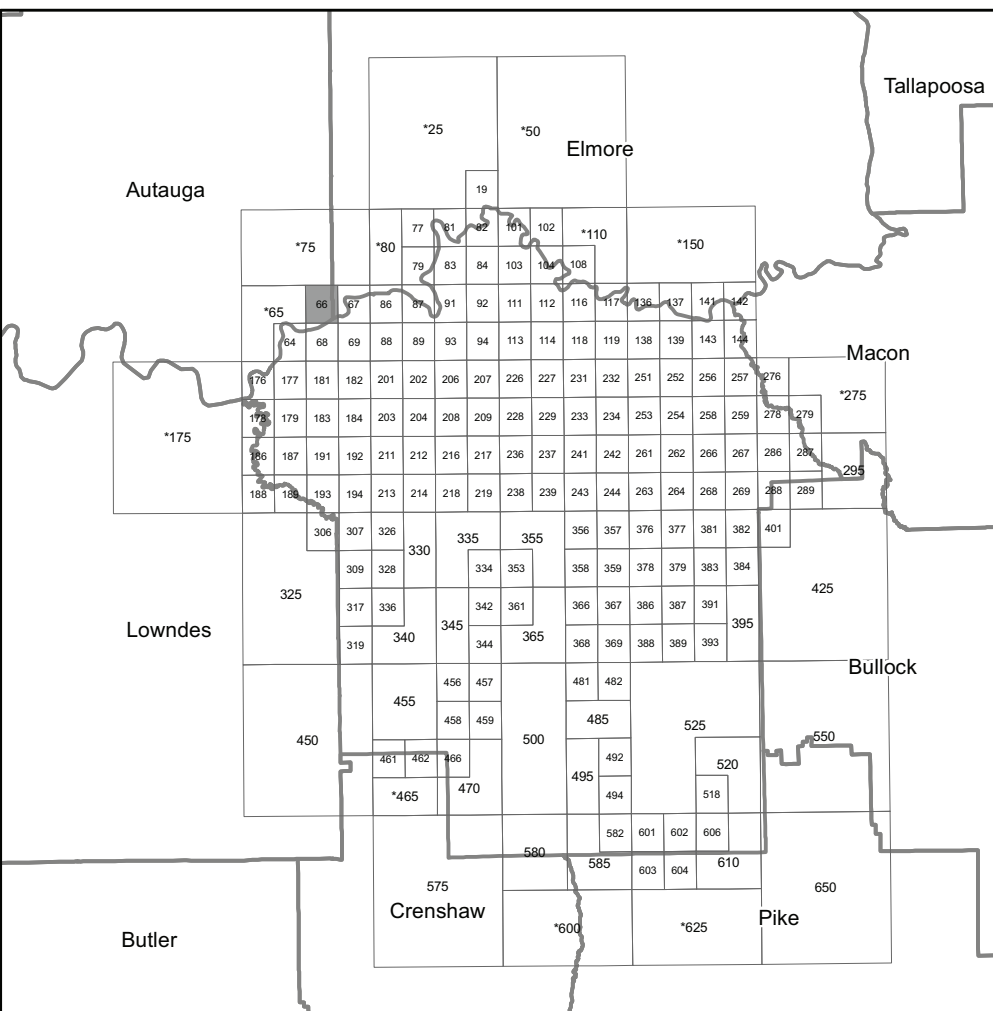 Tallapoosa
*25 *50
Elmore
19
Autauga
77 81 82 101 102
*75 *80 *110 *150
79 83 84 103 104 108
*65 66 67 86 87 91 92 111 112 116 117 136 137 141 142
64 68 69 88 89 93 94 113 114 118 119 138 139 143 144
Macon
176 177 181 182 201 202 206 207 226 227 231 232 251 252 256 257 276
*275
178 179 183 184 203 204 208 209 228 229 233 234 253 254 258 259 278 279
*175
186 187 191 192 211 212 216 217 236 237 241 242 261 262 266 267 286 287
295
188 189 193 194 213 214 218 219 238 239 243 244 263 264 268 269 288 289
306 307 326 330 335 355 356 357 376 377 381 382 401
309 328 334 353 358 359 378 379 383 384
325 425
317 336 342 361 366 367 386 387 391
Lowndes
340 345 365 395
319 344 368 369 388 389 393
Bullock
456 457 481 482
455
458 459 485 525
450 500 550
461 462 466 492 520
495
*465 470 494 518
582 601 602 606
580 585 610
603 604
575 650
Crenshaw
*600 *625 Pike
Butler